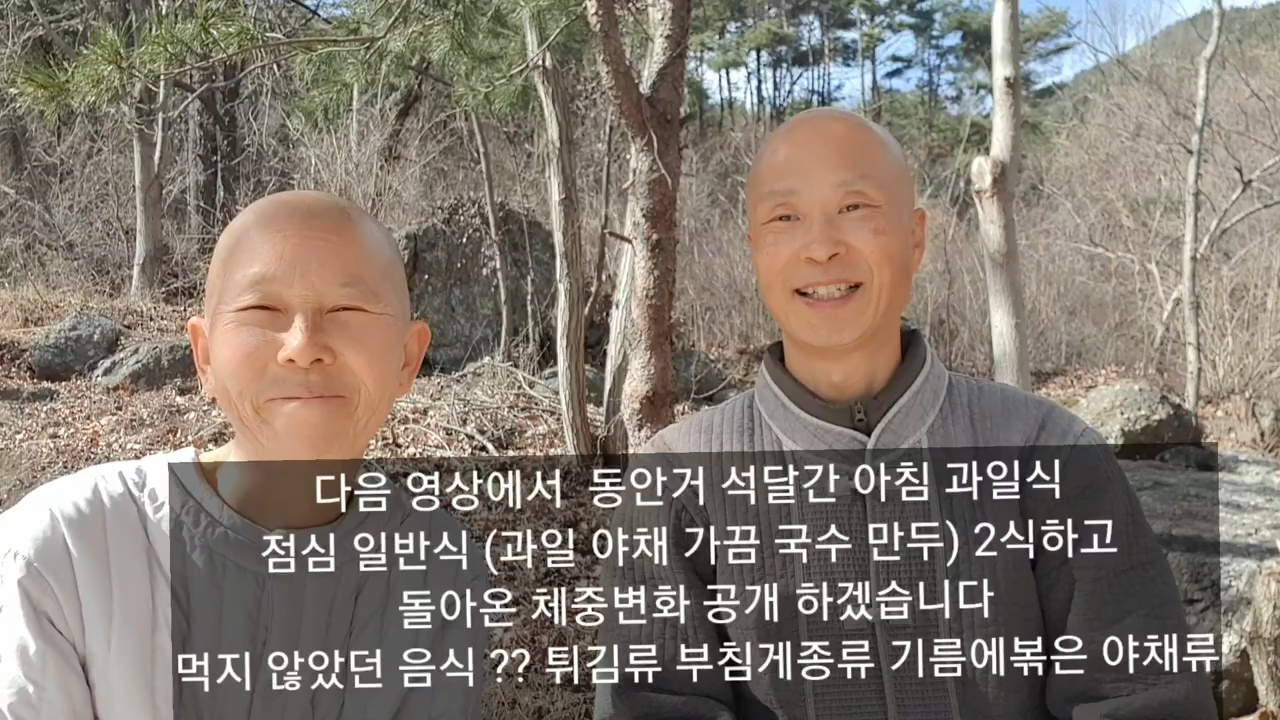 다음 영상에서 동안거 석달간 아침 과일식
점심 일반식 (과일 야채 가끔 국수 만두) 2식하고
돌아온 체중변화 공개 하겠습니다
먹지 않았던 음식 ?? 튀김류 부침게종류 기름에볶은 야채류